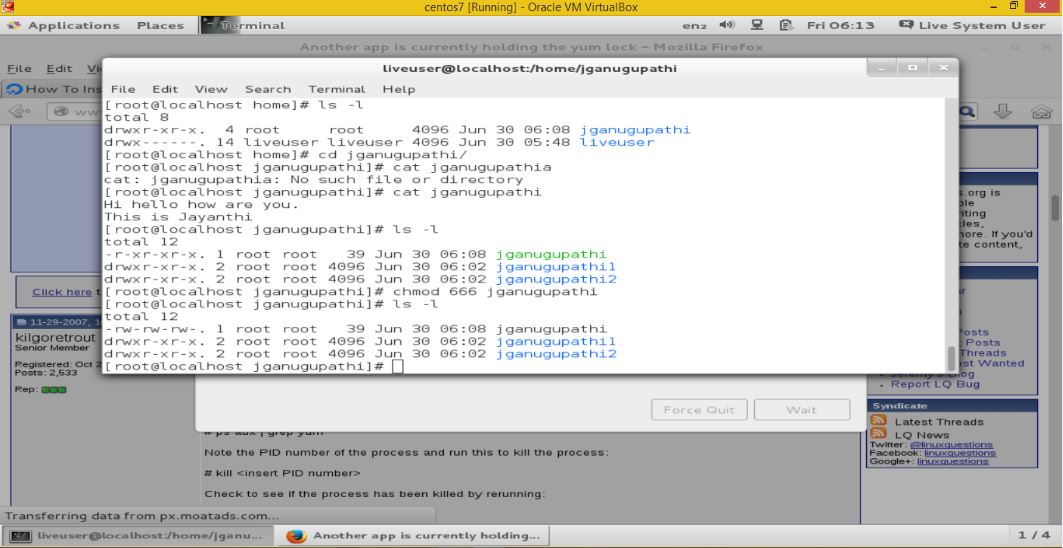 centos7 [Running] - Oracle VM VirtualBox
Applications Places Terminal en₂ Fri 06:13 Live System User
Another app is currently holding the yum lock – Mozilla Firefox
File Edit
How To Ins
liveuser@localhost:/home/jganugupathi
File Edit View Search Terminal Help
[root@localhost home]# ls -l
total 8
drwxr-xr-x. 4 root root 4096 Jun 30 06:08 jganugupathi
drwx------. 14 liveuser liveuser 4096 Jun 30 05:48 liveuser
[root@localhost home]# cd jganugupathi/
[root@localhost jganugupathi]# cat jganugupathia
cat: jganugupathia: No such file or directory
[root@localhost jganugupathi]# cat jganugupathi
Hi hello how are you.
This is Jayanthi
[root@localhost jganugupathi]# ls -l
total 12
-r-xr-xr-x. 1 root root 39 Jun 30 06:08 jganugupathi
drwxr-xr-x. 2 root root 4096 Jun 30 06:02 jganugupathi1
drwxr-xr-x. 2 root root 4096 Jun 30 06:02 jganugupathi2
[root@localhost jganugupathi]# chmod 666 jganugupathi
[root@localhost jganugupathi]# ls -l
total 12
-rw-rw-rw-. 1 root root 39 Jun 30 06:08 jganugupathi
drwxr-xr-x. 2 root root 4096 Jun 30 06:02 jganugupathi1
drwxr-xr-x. 2 root root 4096 Jun 30 06:02 jganugupathi2
[root@localhost jganugupathi]#
s.org is
more. If you'd
te content,
Click here
11-29-2007, 1
kilgoretrout
Senior Member
Registered: Oct 2
Posts: 2,533
Rep:
Posts
Posts
Threads
st Wanted
Jeremy's Blog
Report LQ Bug
Force Quit Wait
Syndicate
Latest Threads
LQ News
Twitter: @linuxquestions
Facebook: linuxquestions
Google+: linuxquestions
# ps aux | grep yum
Note the PID number of the process and run this to kill the process:
# kill <insert PID number>
Check to see if the process has been killed by rerunning:
Transferring data from px.moatads.com...
liveuser@localhost:/home/jganu... Another app is currently holding... 1 / 4